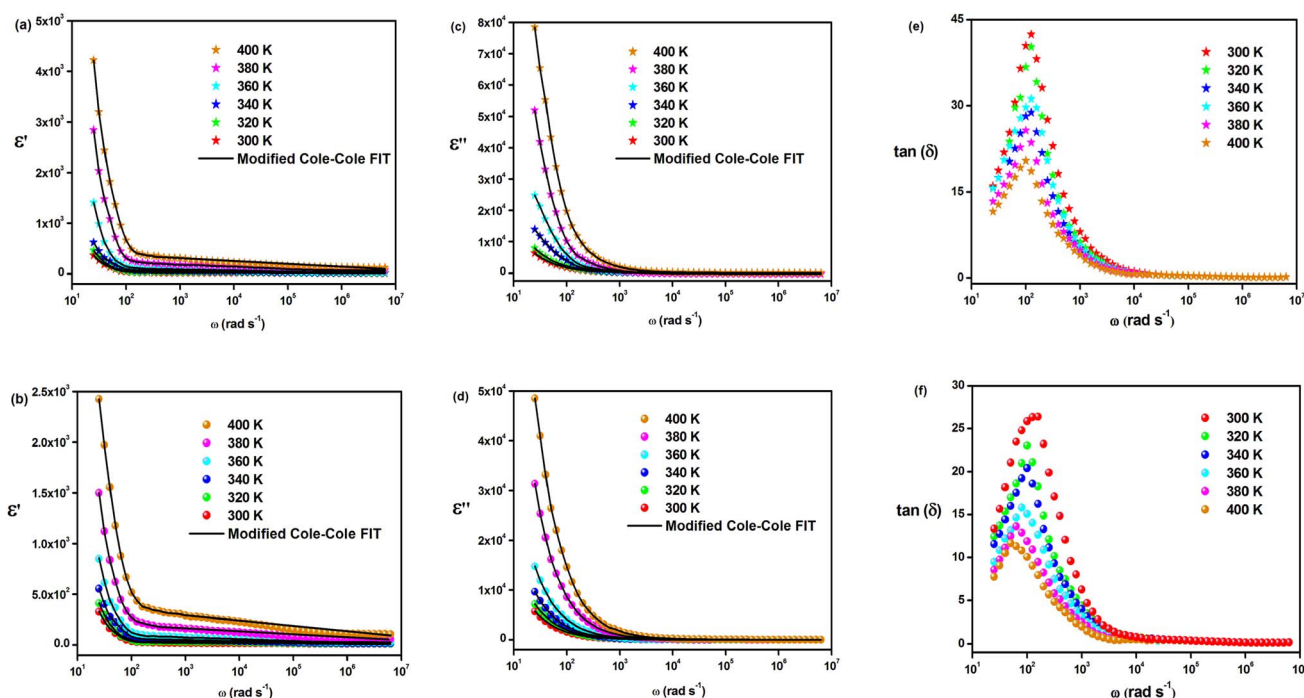 (a)
5x10³
4x10³
3x10³
2x10³
1x10³
0
ε'
400 K
380 K
360 K
340 K
320 K
300 K
Modified Cole-Cole FIT
10¹ 10² 10³ 10⁴ 10⁵ 10⁶ 10⁷
ω (rad s⁻¹)
(c)
8x10⁴
7x10⁴
6x10⁴
5x10⁴
4x10⁴
3x10⁴
2x10⁴
1x10⁴
0
ε''
400 K
380 K
360 K
340 K
320 K
300 K
Modified Cole-Cole FIT
10¹ 10² 10³ 10⁴ 10⁵ 10⁶ 10⁷
ω (rad s⁻¹)
(e)
45
30
15
0
tan (δ)
300 K
320 K
340 K
360 K
380 K
400 K
10¹ 10² 10³ 10⁴ 10⁵ 10⁶ 10⁷
ω (rad s⁻¹)
(b)
2.5x10³
2.0x10³
1.5x10³
1.0x10³
5.0x10²
0.0
ε'
400 K
380 K
360 K
340 K
320 K
300 K
Modified Cole-Cole FIT
10¹ 10² 10³ 10⁴ 10⁵ 10⁶ 10⁷
ω (rad s⁻¹)
(d)
5x10⁴
4x10⁴
3x10⁴
2x10⁴
1x10⁴
0
ε''
400 K
380 K
360 K
340 K
320 K
300 K
Modified Cole-Cole FIT
10¹ 10² 10³ 10⁴ 10⁵ 10⁶ 10⁷
ω (rad s⁻¹)
(f)
30
25
20
15
10
5
0
tan (δ)
300 K
320 K
340 K
360 K
380 K
400 K
10¹ 10² 10³ 10⁴ 10⁵ 10⁶ 10⁷
ω (rad s⁻¹)